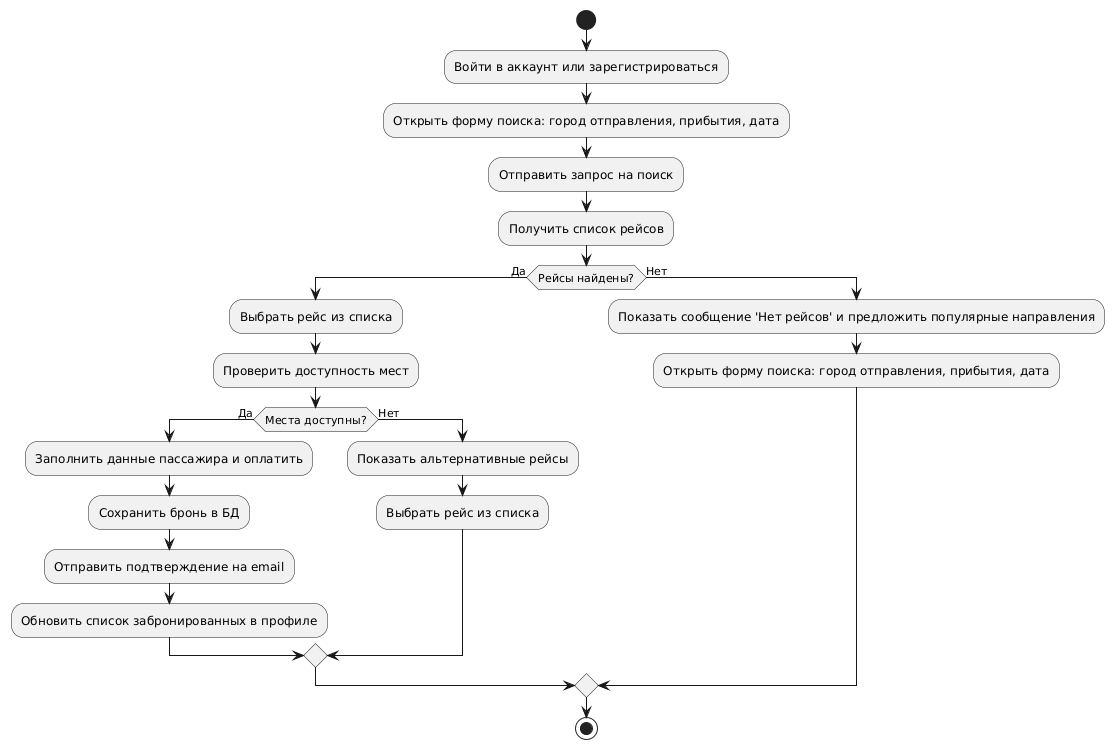 Войти в аккаунт или зарегистрироваться
Открыть форму поиска: город отправления, прибытия, дата
Отправить запрос на поиск
Получить список рейсов
Да
Рейсы найдены?
Нет
Выбрать рейс из списка
Проверить доступность мест
Да
Места доступны?
Нет
Заполнить данные пассажира и оплатить
Сохранить бронь в БД
Отправить подтверждение на email
Обновить список забронированных в профиле
Показать альтернативные рейсы
Выбрать рейс из списка
Показать сообщение 'Нет рейсов' и предложить популярные направления
Открыть форму поиска: город отправления, прибытия, дата